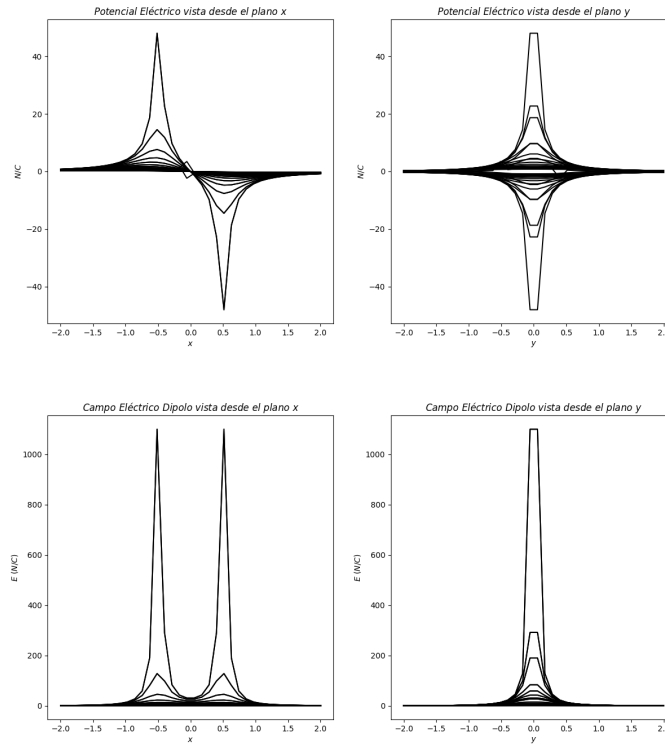 Potencial Eléctrico vista desde el plano x
40
20
0
−20
−40
N/C
−2.0 −1.5 −1.0 −0.5 0.0 0.5 1.0 1.5 2.0
x
Potencial Eléctrico vista desde el plano y
40
20
0
−20
−40
N/C
−2.0 −1.5 −1.0 −0.5 0.0 0.5 1.0 1.5 2.0
y
Campo Eléctrico Dipolo vista desde el plano x
1000
800
600
400
200
0
E (N/C)
−2.0 −1.5 −1.0 −0.5 0.0 0.5 1.0 1.5 2.0
x
Campo Eléctrico Dipolo vista desde el plano y
1000
800
600
400
200
0
E (N/C)
−2.0 −1.5 −1.0 −0.5 0.0 0.5 1.0 1.5 2.0
y